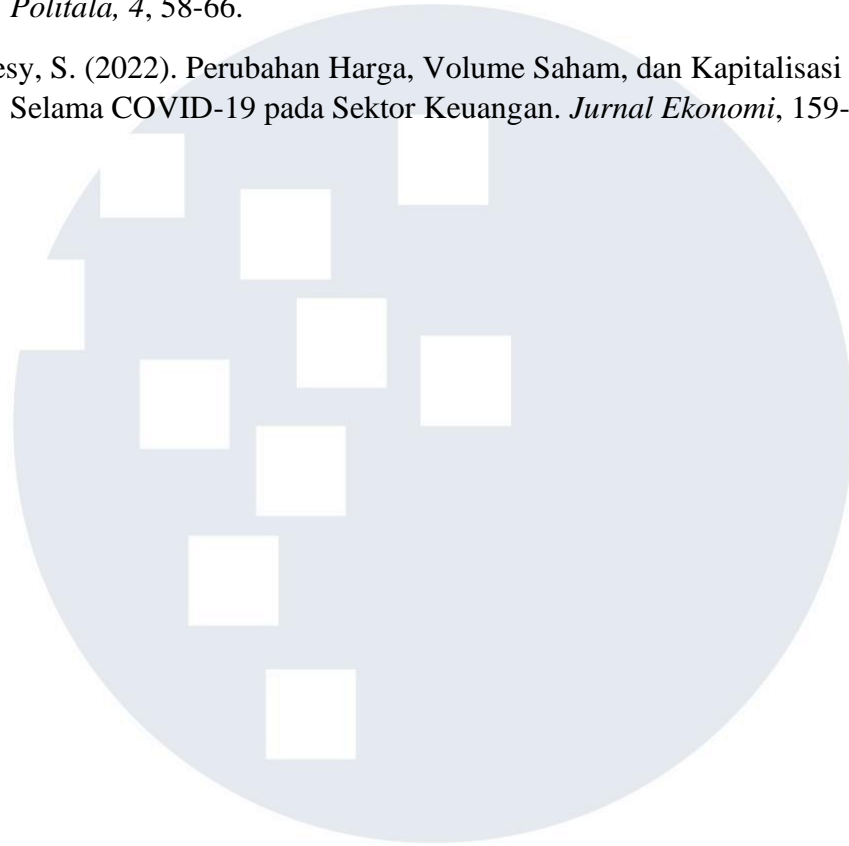 Politala, 4, 58-66.
esy, S. (2022). Perubahan Harga, Volume Saham, dan Kapitalisasi
Selama COVID-19 pada Sektor Keuangan. Jurnal Ekonomi, 159-